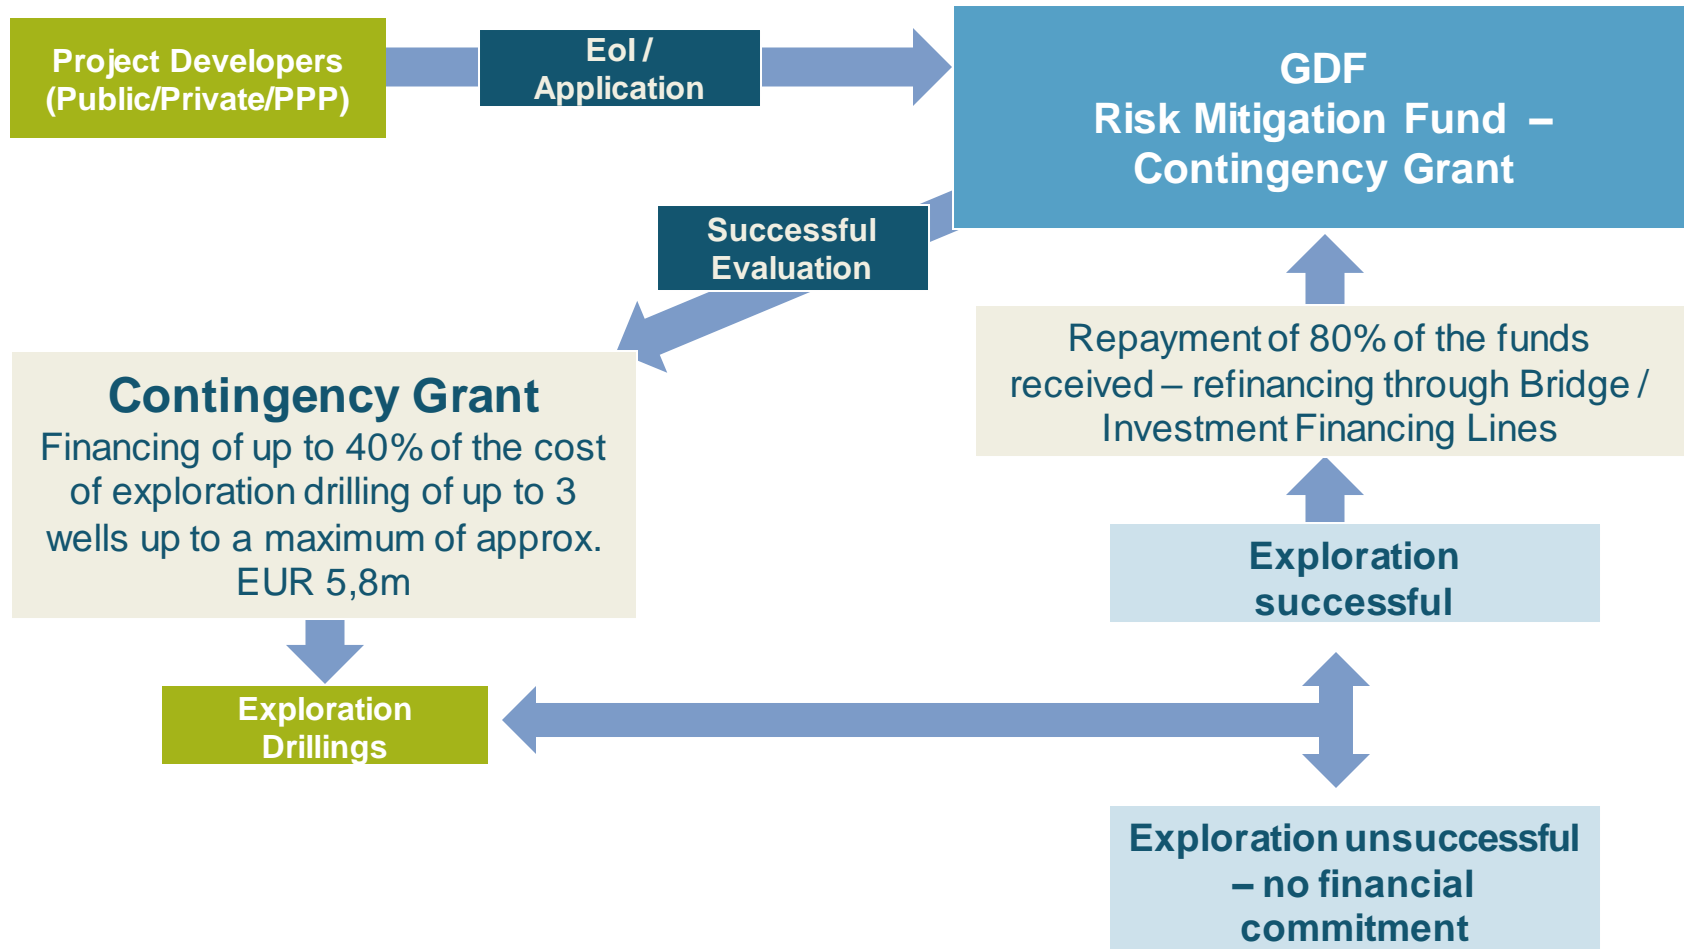 Project Developers
(Public/Private/PPP)
EoI /
Application
GDF
Risk Mitigation Fund –
Contingency Grant
Successful
Evaluation
Contingency Grant
Financing of up to 40% of the cost
of exploration drilling of up to 3
wells up to a maximum of approx.
EUR 5,8m
Repayment of 80% of the funds
received – refinancing through Bridge /
Investment Financing Lines
Exploration
successful
Exploration
Drillings
Exploration unsuccessful
– no financial
commitment